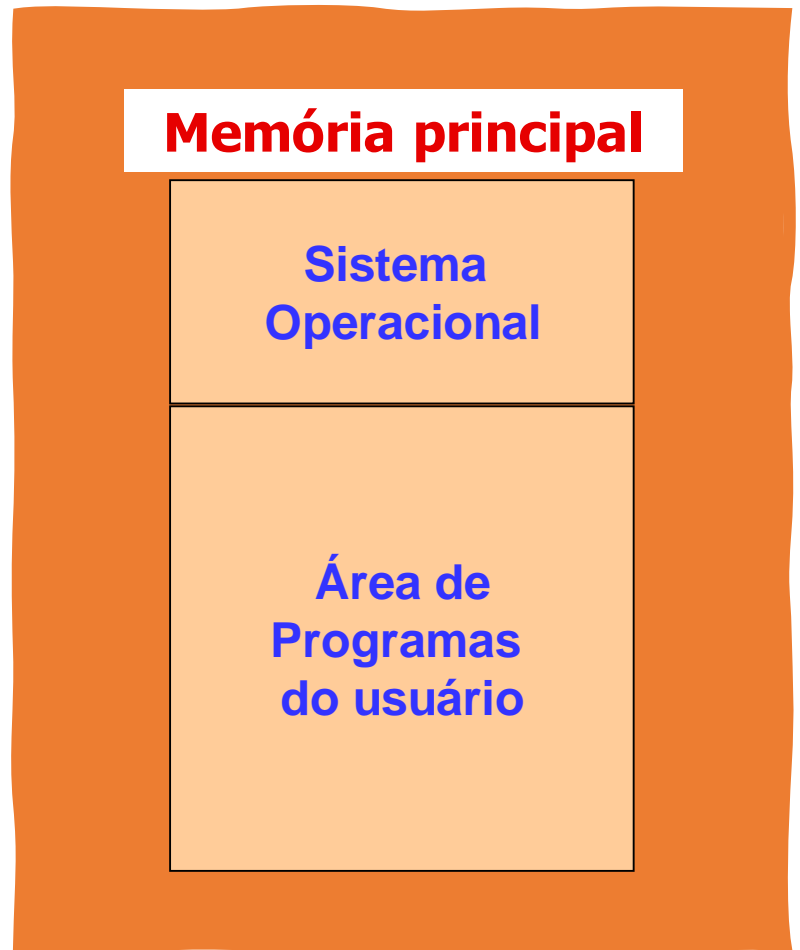 Memória principal
Sistema
Operacional
Área de
Programas
do usuário